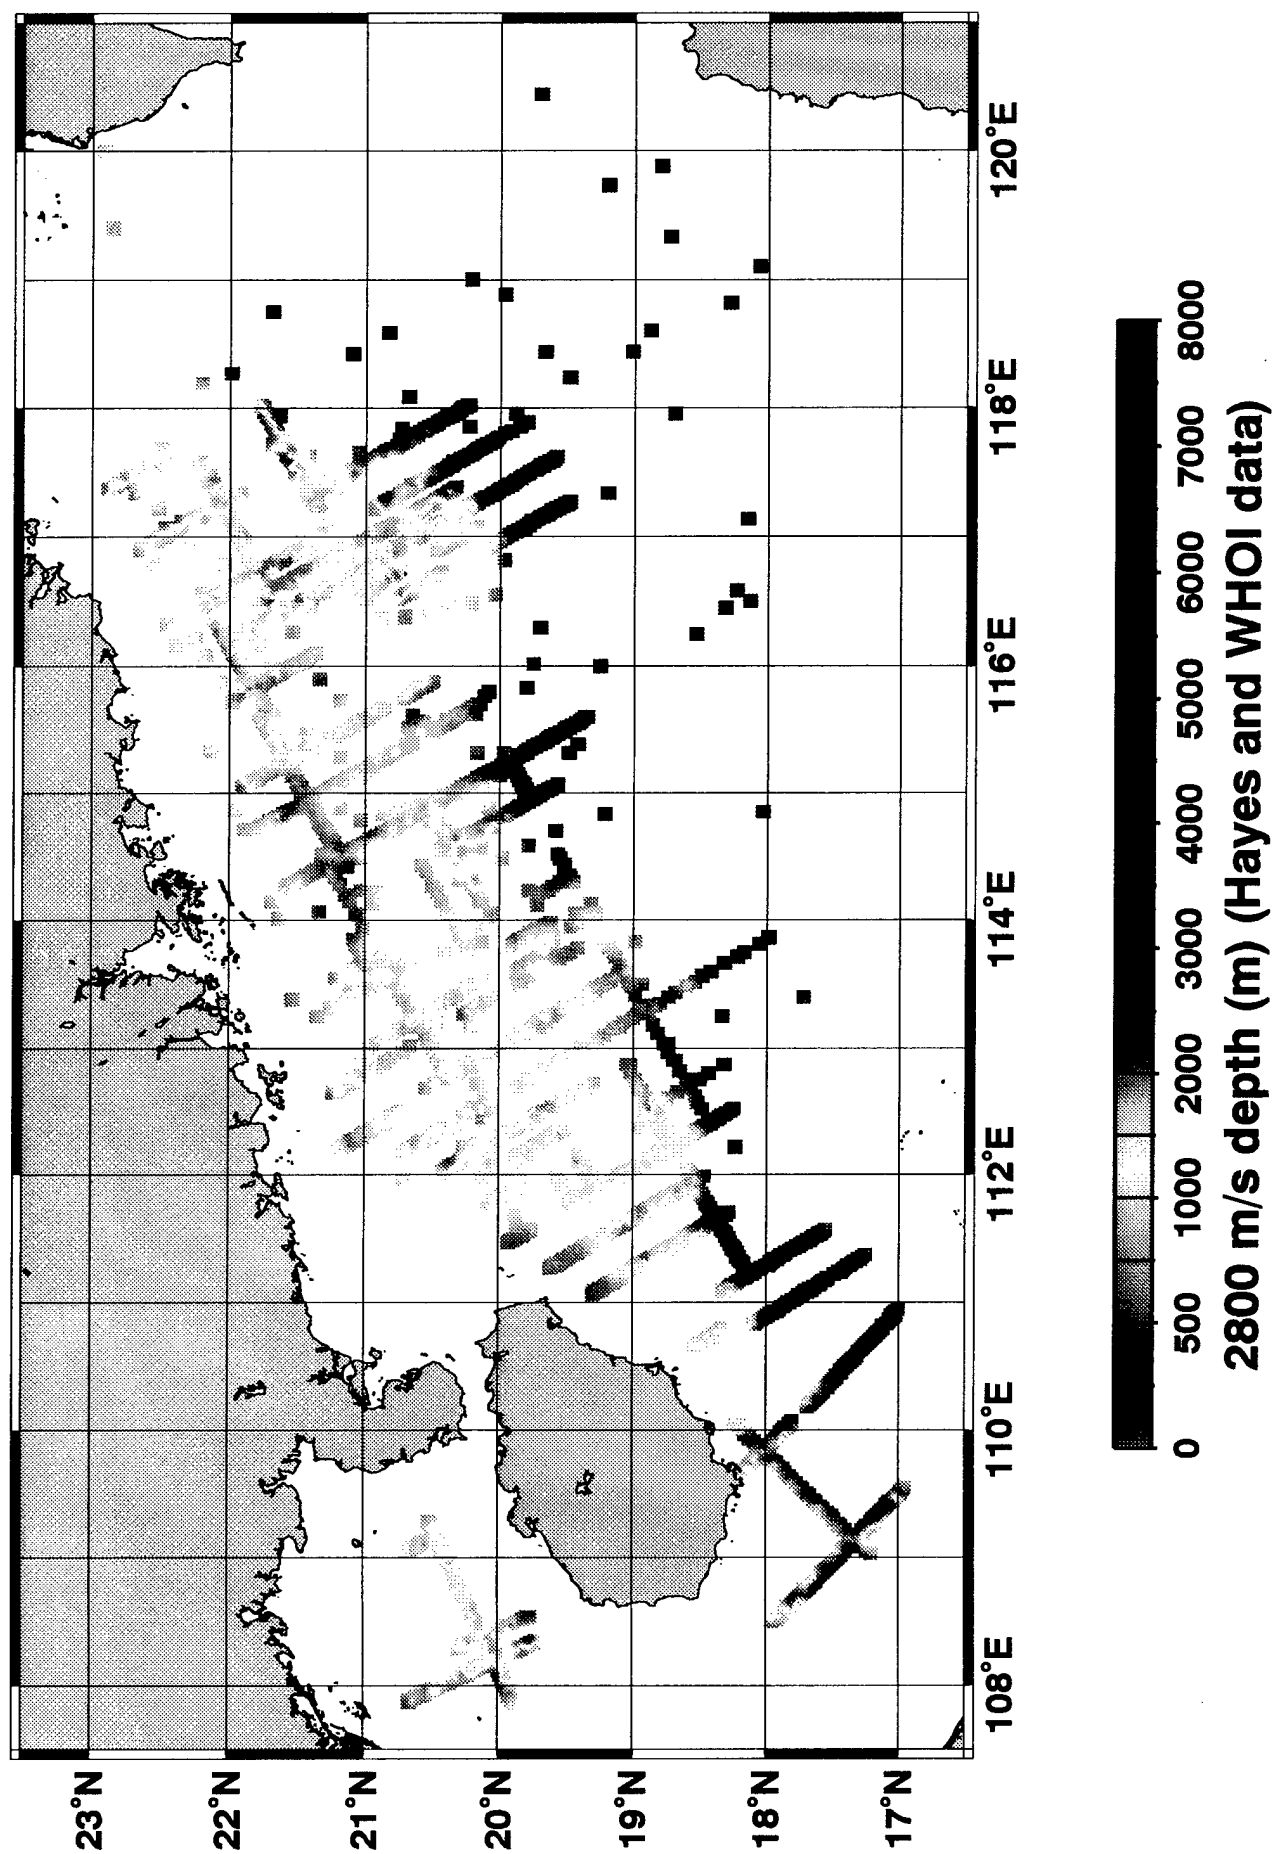 23°N
22°N
21°N
20°N
19°N
18°N
17°N
108°E 110°E 112°E 114°E 116°E 118°E 120°E
0 500 1000 2000 3000 4000 5000 6000 7000 8000
2800 m/s depth (m) (Hayes and WHOI data)